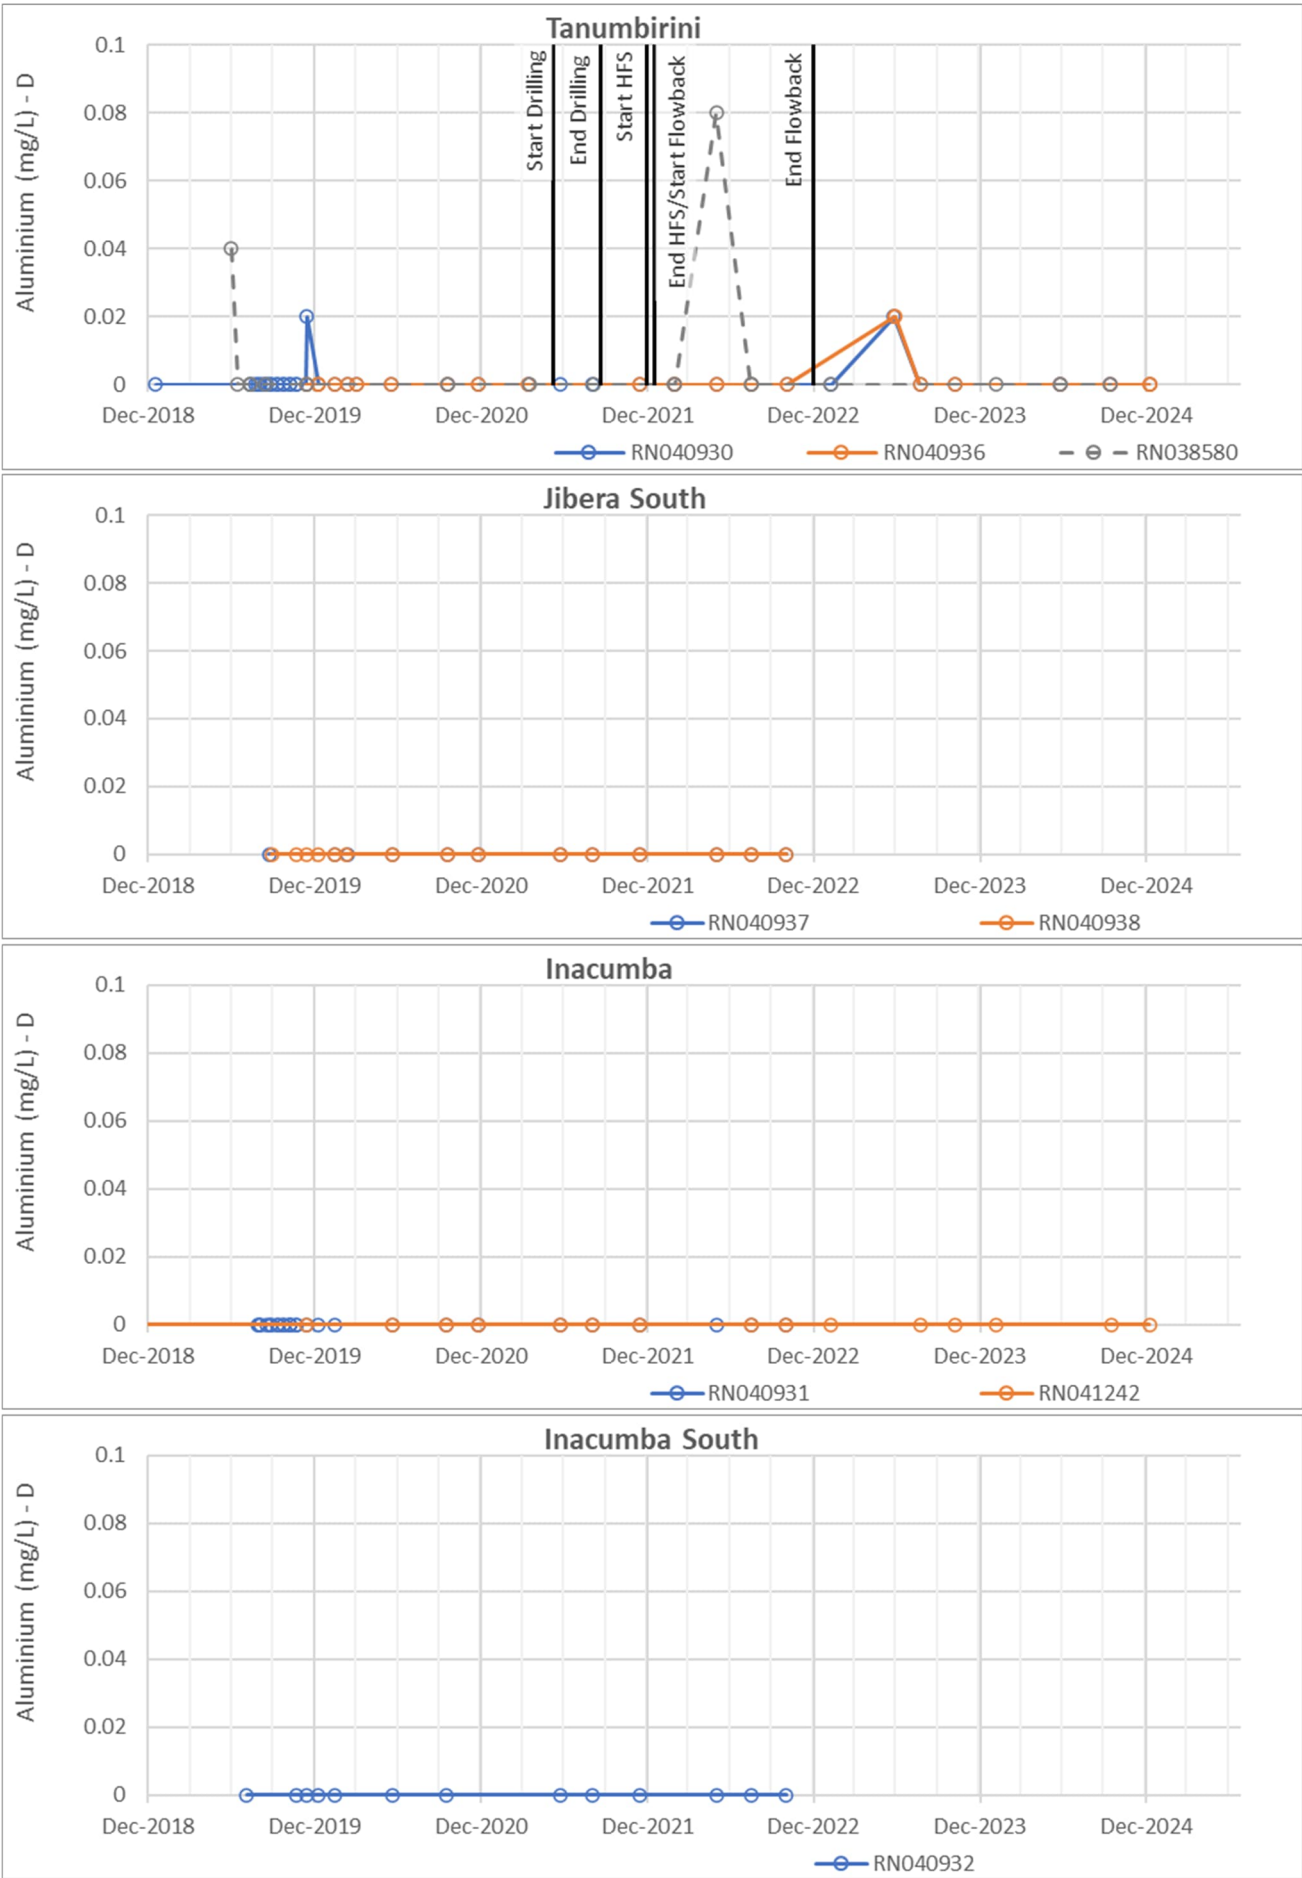 Tanumbirini
Aluminium (mg/L) - D
0.1
0.08
0.06
0.04
0.02
0
Start Drilling
End Drilling
Start HFS
End HFS/Start Flowback
End Flowback
Dec-2018 Dec-2019 Dec-2020 Dec-2021 Dec-2022 Dec-2023 Dec-2024
RN040930 RN040936 RN038580
Jibera South
Aluminium (mg/L) - D
0.1
0.08
0.06
0.04
0.02
0
Dec-2018 Dec-2019 Dec-2020 Dec-2021 Dec-2022 Dec-2023 Dec-2024
RN040937 RN040938
Inacumba
Aluminium (mg/L) - D
0.1
0.08
0.06
0.04
0.02
0
Dec-2018 Dec-2019 Dec-2020 Dec-2021 Dec-2022 Dec-2023 Dec-2024
RN040931 RN041242
Inacumba South
Aluminium (mg/L) - D
0.1
0.08
0.06
0.04
0.02
0
Dec-2018 Dec-2019 Dec-2020 Dec-2021 Dec-2022 Dec-2023 Dec-2024
RN040932